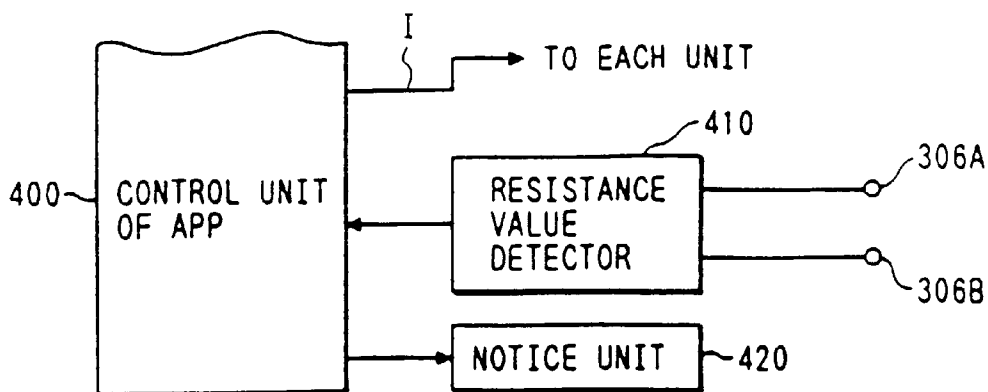 I
TO EACH UNIT
410
306A
400
CONTROL UNIT
OF APP
RESISTANCE
VALUE
DETECTOR
306B
NOTICE UNIT
420